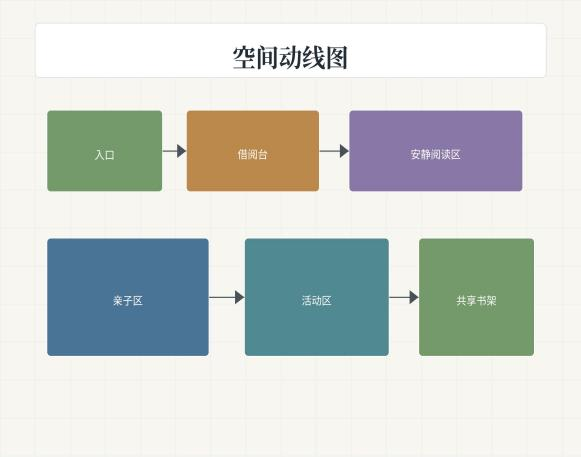 空间动线图
入口
借阅台
安静阅读区
亲子区
活动区
共享书架